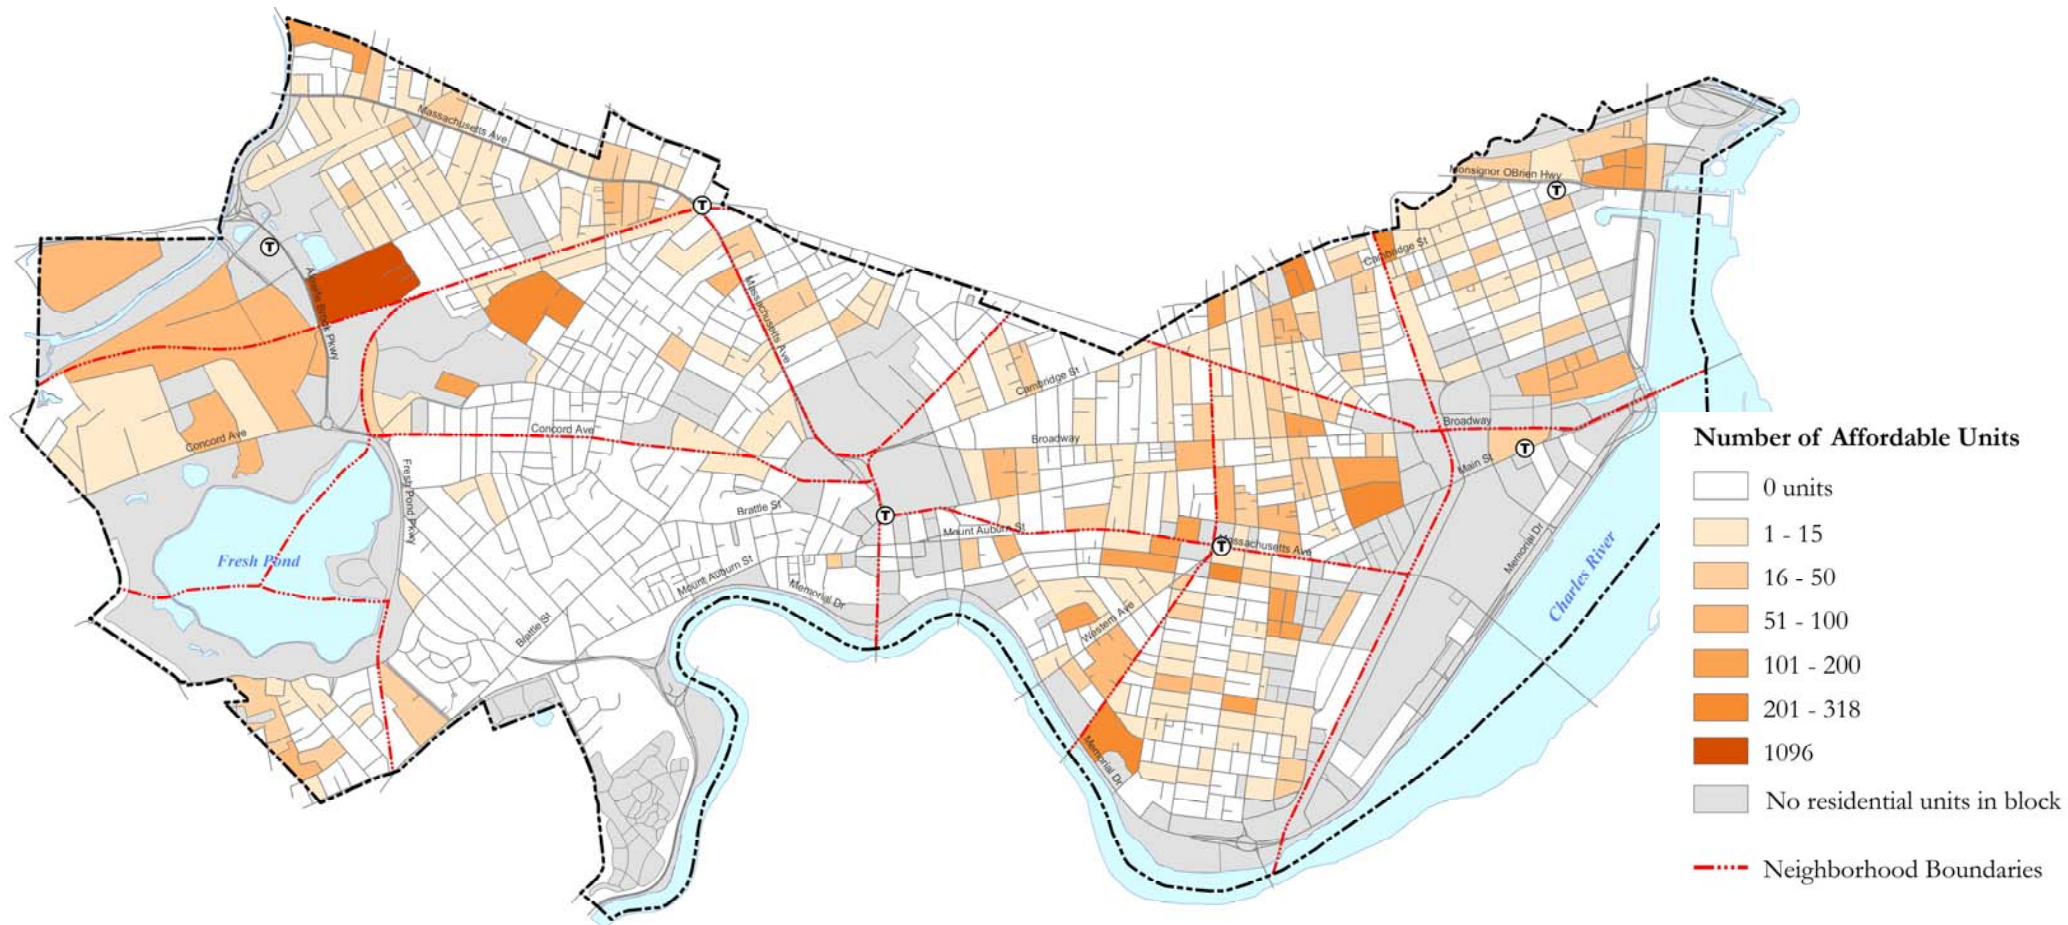 Massachusetts Ave
Monsignor OBrien Hwy
T
T
T
Cambridge St
Alewife Brook Pkwy
Massachusetts Ave
Cambridge St
Concord Ave
Concord Ave
Broadway
Broadway
T
Main St
Fresh Pond Pkwy
Brattle St
T
Mount Auburn St
Massachusetts Ave
T
Memorial Dr
Fresh Pond
Mount Auburn St
Memorial Dr
Brattle St
Western Ave
Charles River
Memorial Dr
Number of Affordable Units
0 units
1 - 15
16 - 50
51 - 100
101 - 200
201 - 318
1096
No residential units in block
Neighborhood Boundaries